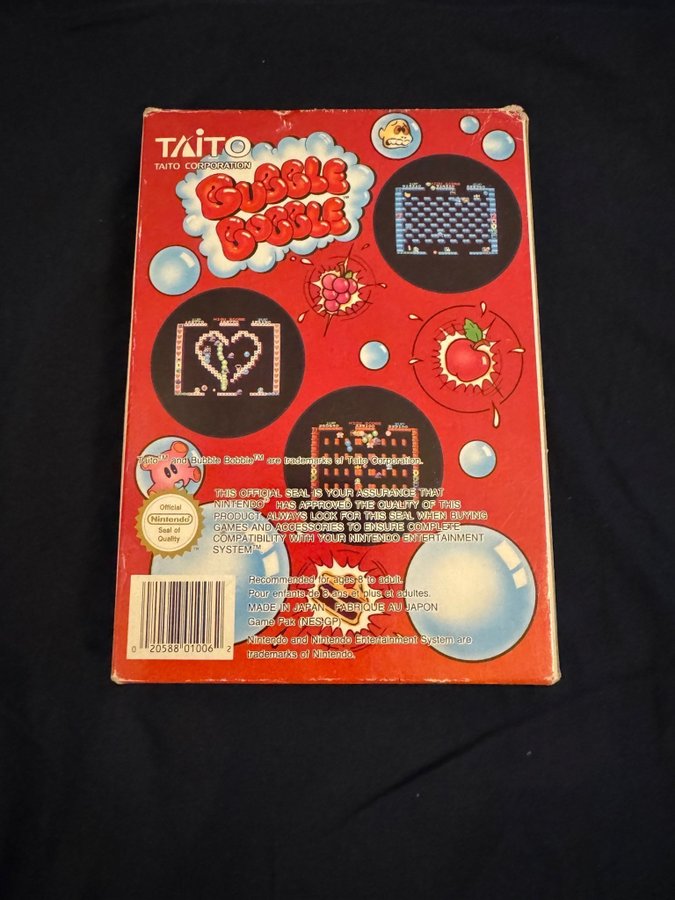 TAITO
TAITO CORPORATION
BUBBLE
BOBBLE™
HIGH SCORE
Taito™ and Bubble Bobble™ are trademarks of Taito Corporation.
Official
Nintendo®
Seal of
Quality
THIS OFFICIAL SEAL IS YOUR ASSURANCE THAT
NINTENDO® HAS APPROVED THE QUALITY OF THIS
PRODUCT. ALWAYS LOOK FOR THIS SEAL WHEN BUYING
GAMES AND ACCESSORIES TO ENSURE COMPLETE
COMPATIBILITY WITH YOUR NINTENDO ENTERTAINMENT
SYSTEM™
Recommended for ages 8 to adult.
Pour enfants de 8 ans et plus et adultes.
MADE IN JAPAN FABRIQUE AU JAPON
Game Pak (NES-GP)
Nintendo and Nintendo Entertainment System are
trademarks of Nintendo.
0 20588 01006 2